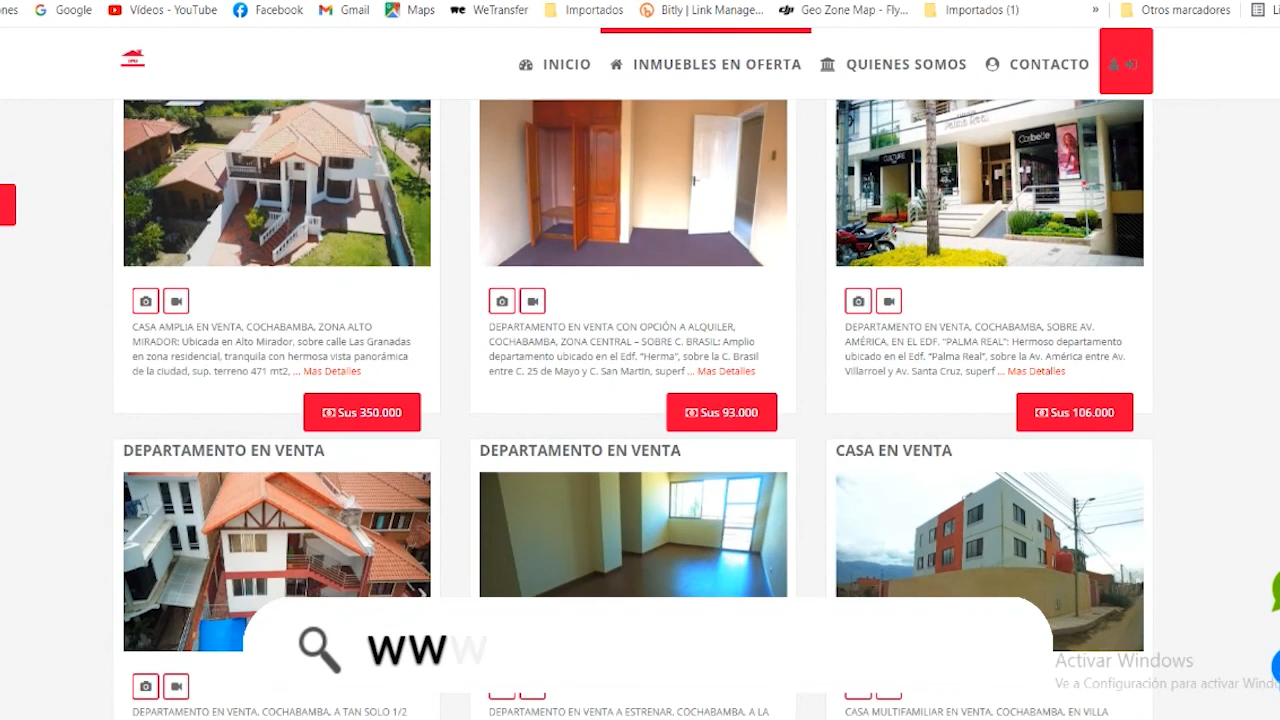 ones Google Vídeos - YouTube Facebook Gmail Maps WeTransfer Importados Bitly | Link Manage... Geo Zone Map - Fly... Importados (1) » Otros marcadores
INICIO INMUEBLES EN OFERTA QUIENES SOMOS CONTACTO
CULTURE
SALE
Carbelle
CASA AMPLIA EN VENTA, COCHABAMBA, ZONA ALTO
MIRADOR: Ubicada en Alto Mirador, sobre calle Las Granadas
en zona residencial, tranquila con hermosa vista panorámica
de la ciudad, sup. terreno 471 mt2, ... Mas Detalles
Sus 350.000
DEPARTAMENTO EN VENTA CON OPCIÓN A ALQUILER,
COCHABAMBA, ZONA CENTRAL – SOBRE C. BRASIL: Amplio
departamento ubicado en el Edf. "Herma", sobre la C. Brasil
entre C. 25 de Mayo y C. San Martin, superf ... Mas Detalles
Sus 93.000
DEPARTAMENTO EN VENTA, COCHABAMBA, SOBRE AV.
AMÉRICA, EN EL EDF. "PALMA REAL": Hermoso departamento
ubicado en el Edf. "Palma Real", sobre la Av. América entre Av.
Villarroel y Av. Santa Cruz, superf ... Mas Detalles
Sus 106.000
DEPARTAMENTO EN VENTA
DEPARTAMENTO EN VENTA
CASA EN VENTA
www
Activar Windows
Ve a Configuración para activar Windo
DEPARTAMENTO EN VENTA, COCHABAMBA, A TAN SOLO 1/2
DEPARTAMENTO EN VENTA A ESTRENAR, COCHABAMBA, A LA
CASA MULTIFAMILIAR EN VENTA, COCHABAMBA, EN VILLA